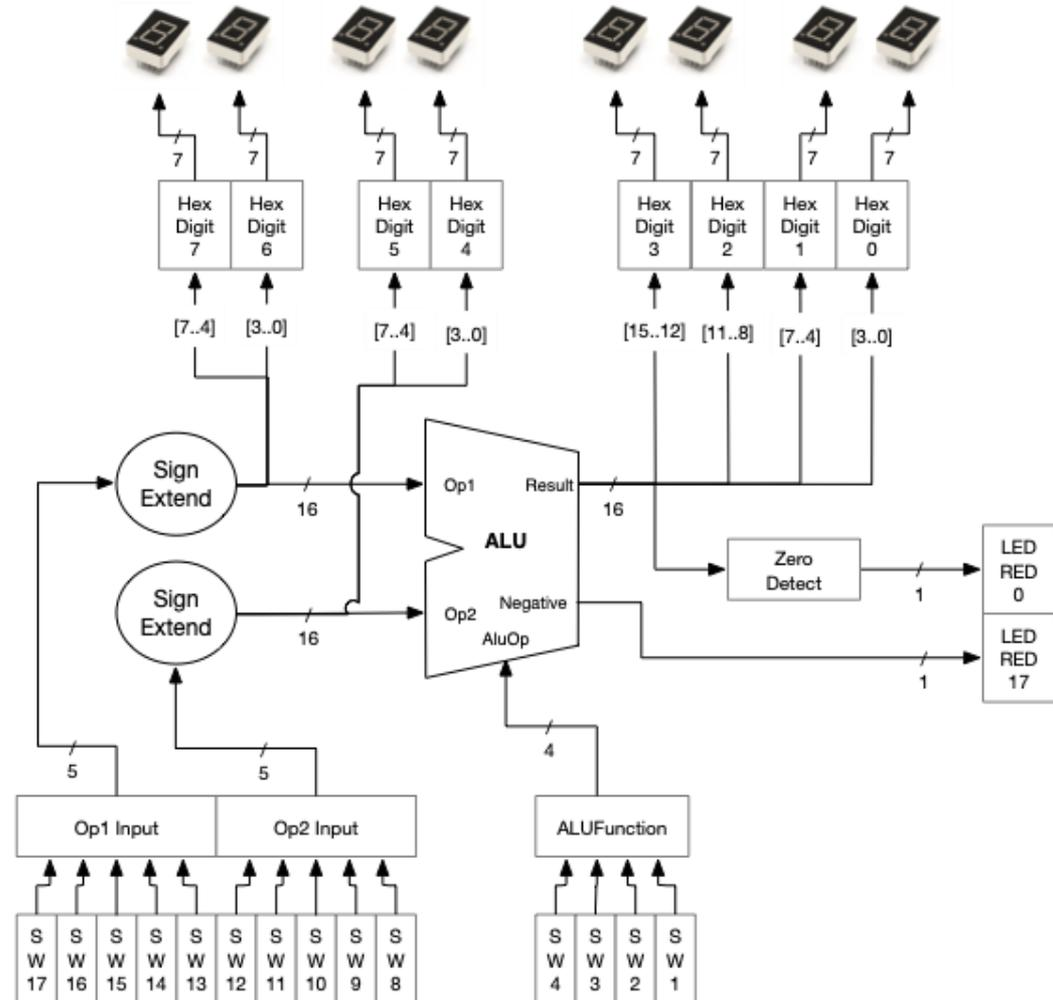 7 7 7 7 7 7 7 7
Hex Hex Hex Hex Hex Hex Hex Hex
Digit Digit Digit Digit Digit Digit Digit Digit
7 6 5 4 3 2 1 0
[7..4] [3..0] [7..4] [3..0] [15..12] [11..8] [7..4] [3..0]
Sign
Extend
16
Op1
Result
16
ALU
Sign
Extend
16
Op2
Negative
AluOp
Zero
Detect
1
LED
RED
0
LED
RED
17
1
5
5
4
Op1 Input
Op2 Input
ALUFunction
S S S S S S S S S S S S S S
W W W W W W W W W W W W W W
17 16 15 14 13 12 11 10 9 8 4 3 2 1